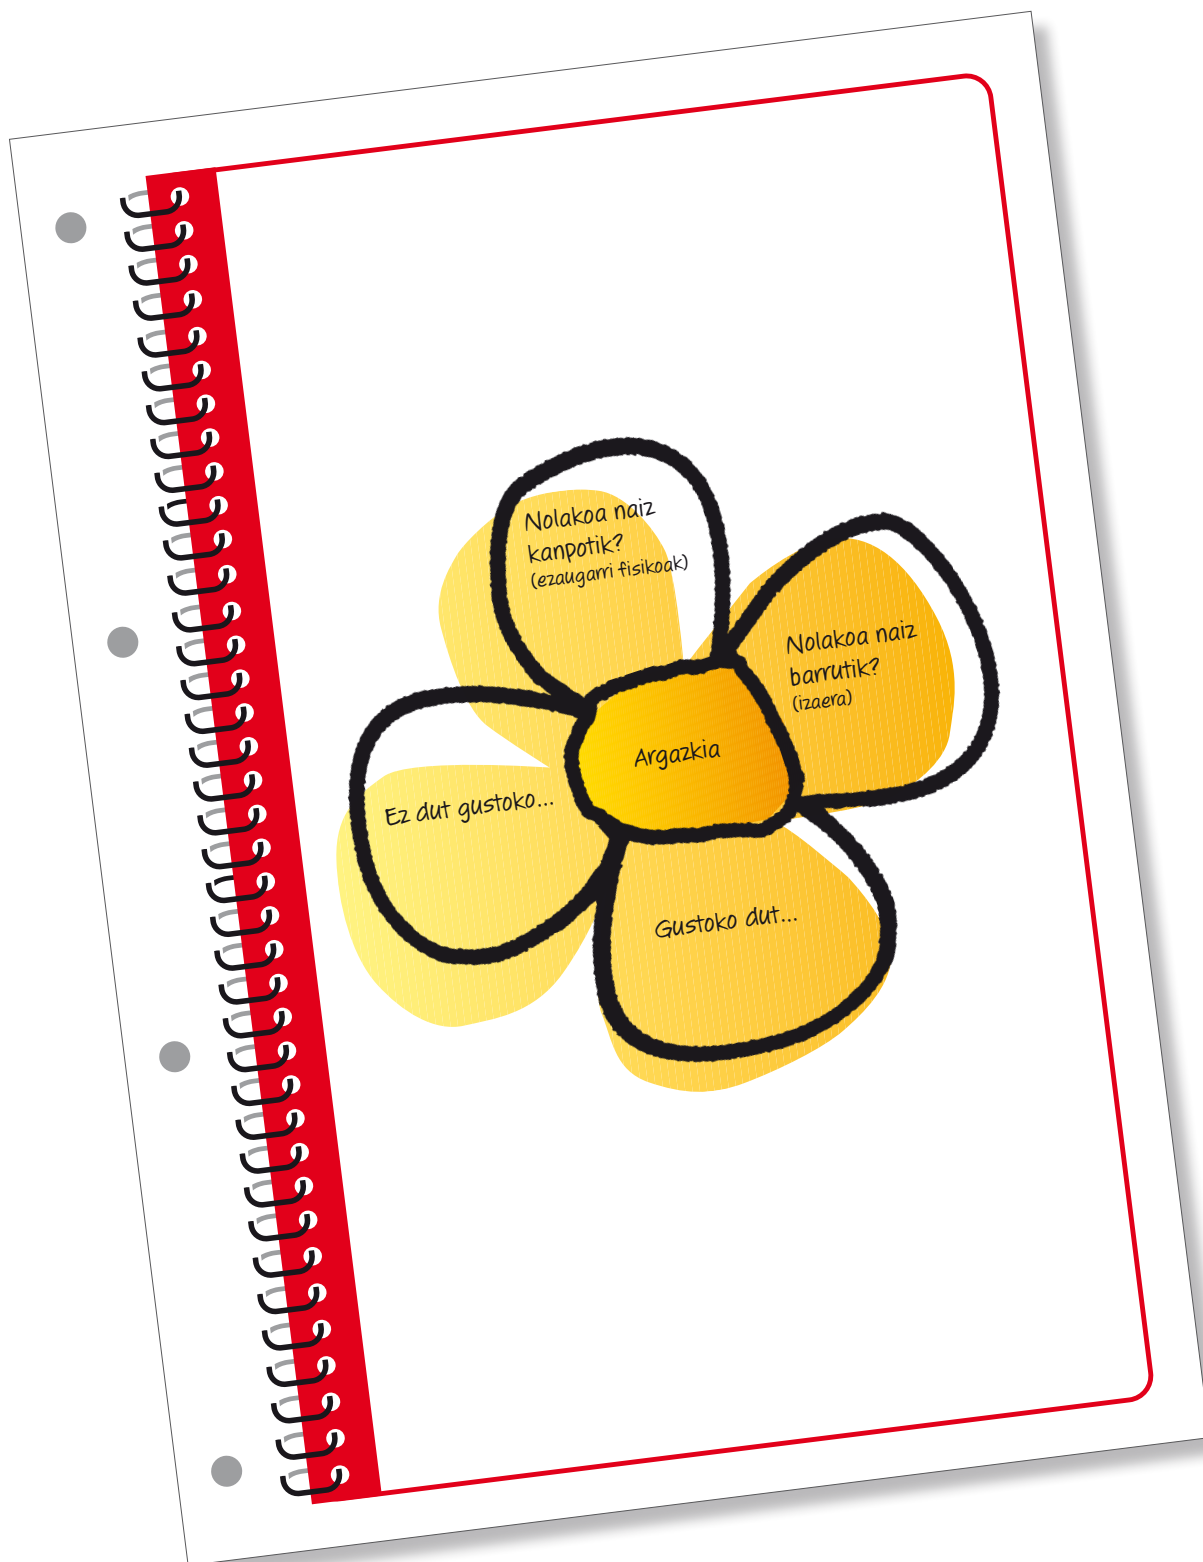 Nolakoa naiz
kanpotik?
(ezaugarri fisikoak)
Nolakoa naiz
barrutik?
(izaera)
Argazkia
Ez dut gustoko...
Gustoko dut...